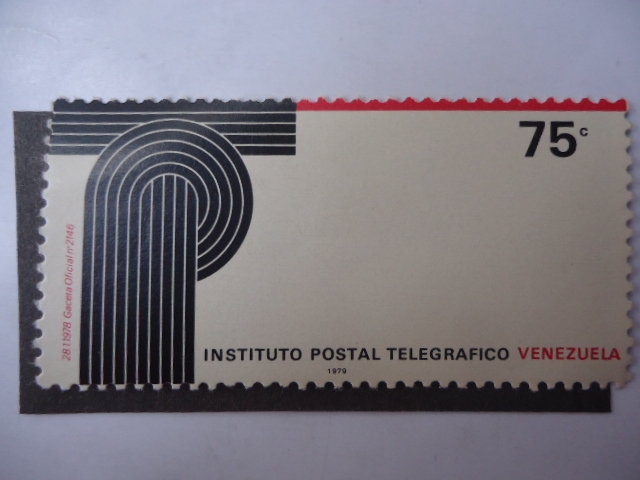 75c
28.1.1978 Gaceta Oficial nº2146
INSTITUTO POSTAL TELEGRAFICO VENEZUELA
1979